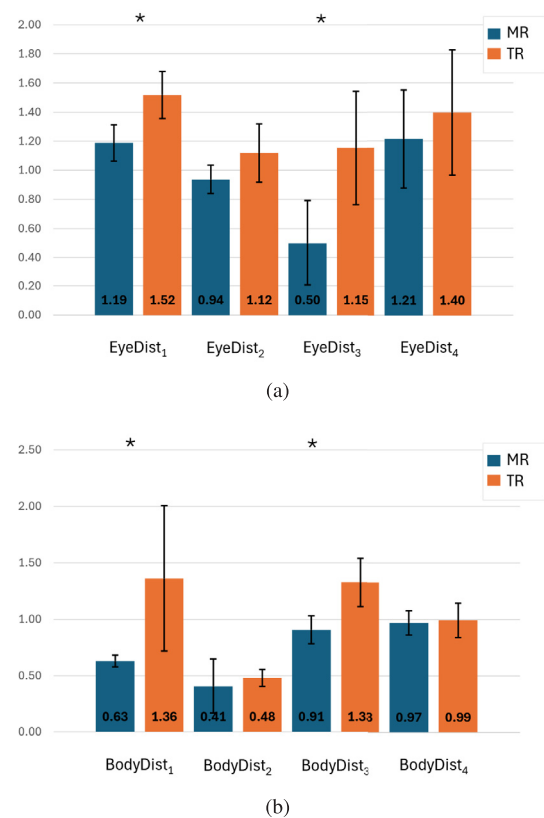 *
*
2.00
MR
TR
1.80
1.60
1.40
1.20
1.00
0.80
0.60
0.40
0.20
0.00
1.19 1.52 0.94 1.12 0.50 1.15 1.21 1.40
EyeDist₁ EyeDist₂ EyeDist₃ EyeDist₄
(a)
* *
2.50
MR
TR
2.00
1.50
1.00
0.50
0.00
0.63 1.36 0.41 0.48 0.91 1.33 0.97 0.99
BodyDist₁ BodyDist₂ BodyDist₃ BodyDist₄
(b)